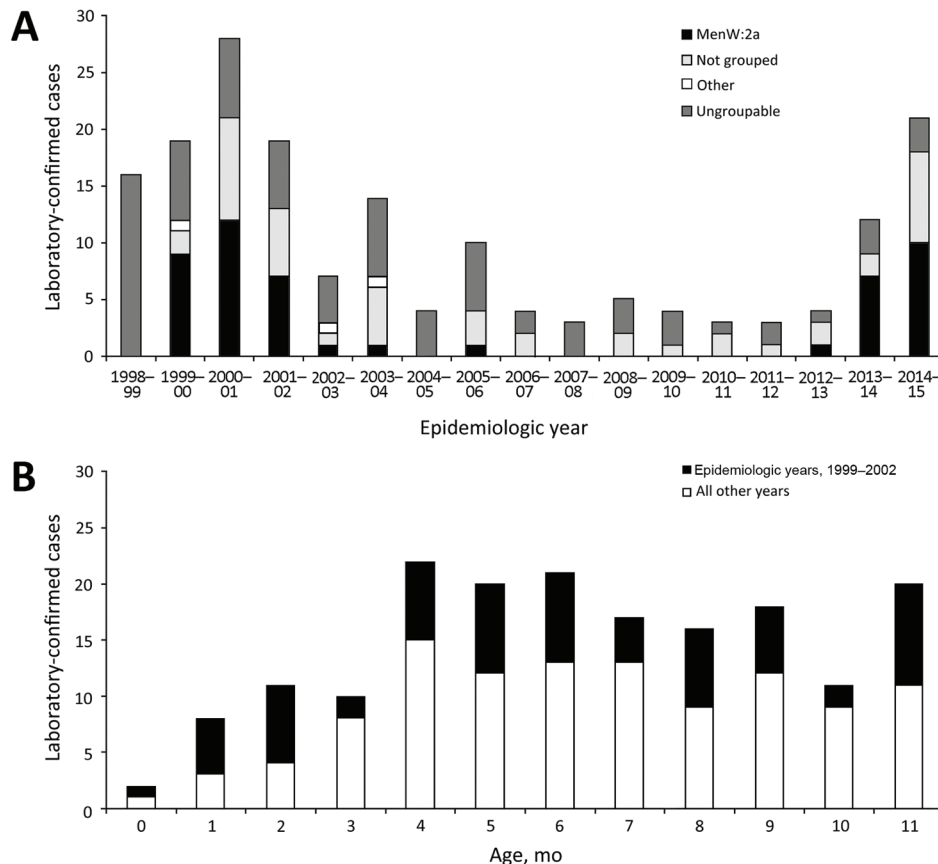 A
30
25
20
15
10
5
0
Laboratory-confirmed cases
MenW:2a
Not grouped
Other
Ungroupable
1998– 1999– 2000– 2001– 2002– 2003– 2004– 2005– 2006– 2007– 2008– 2009– 2010– 2011– 2012– 2013– 2014–
99 00 01 02 03 04 05 06 07 08 09 10 11 12 13 14 15
Epidemiologic year
B
30
25
20
15
10
5
0
Laboratory-confirmed cases
Epidemiologic years, 1999–2002
All other years
0 1 2 3 4 5 6 7 8 9 10 11
Age, mo